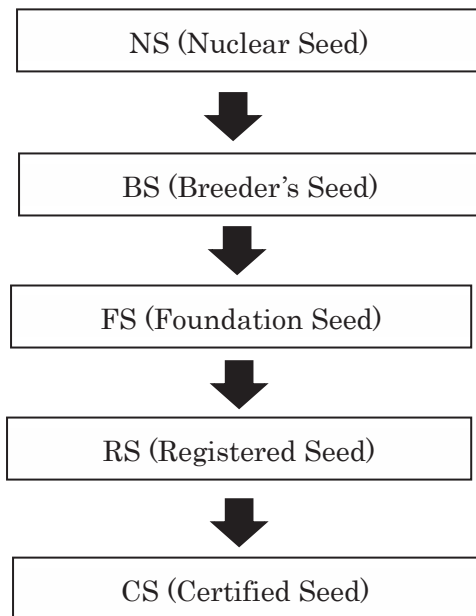 NS (Nuclear Seed)
BS (Breeder’s Seed)
FS (Foundation Seed)
RS (Registered Seed)
CS (Certified Seed)